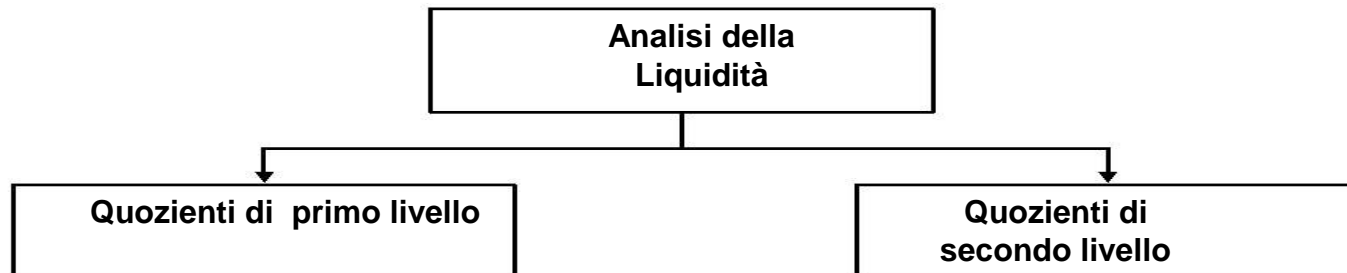 Analisi della
Liquidità
Quozienti di primo livello
Quozienti di
secondo livello